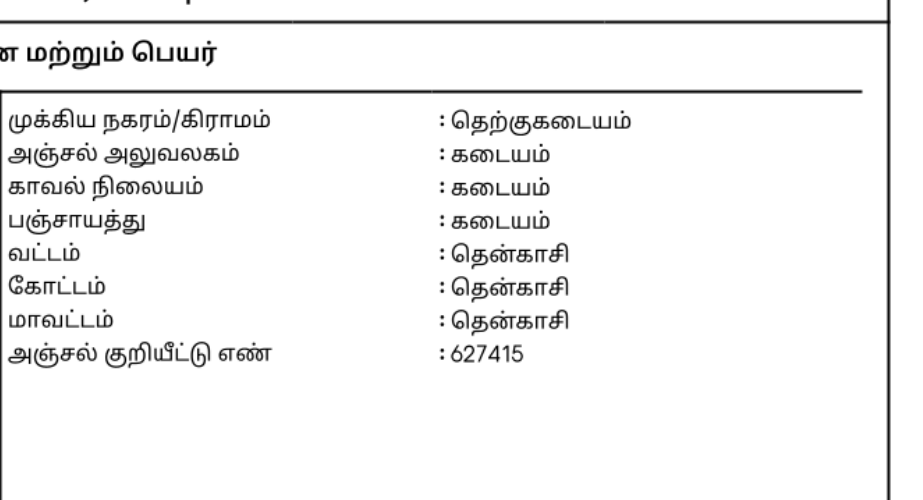 மற்றும் பெயர்
முக்கிய நகரம்/கிராமம் : தெற்குகடையம்
அஞ்சல் அலுவலகம் : கடையம்
காவல் நிலையம் : கடையம்
பஞ்சாயத்து : கடையம்
வட்டம் : தென்காசி
கோட்டம் : தென்காசி
மாவட்டம் : தென்காசி
அஞ்சல் குறியீட்டு எண் : 627415